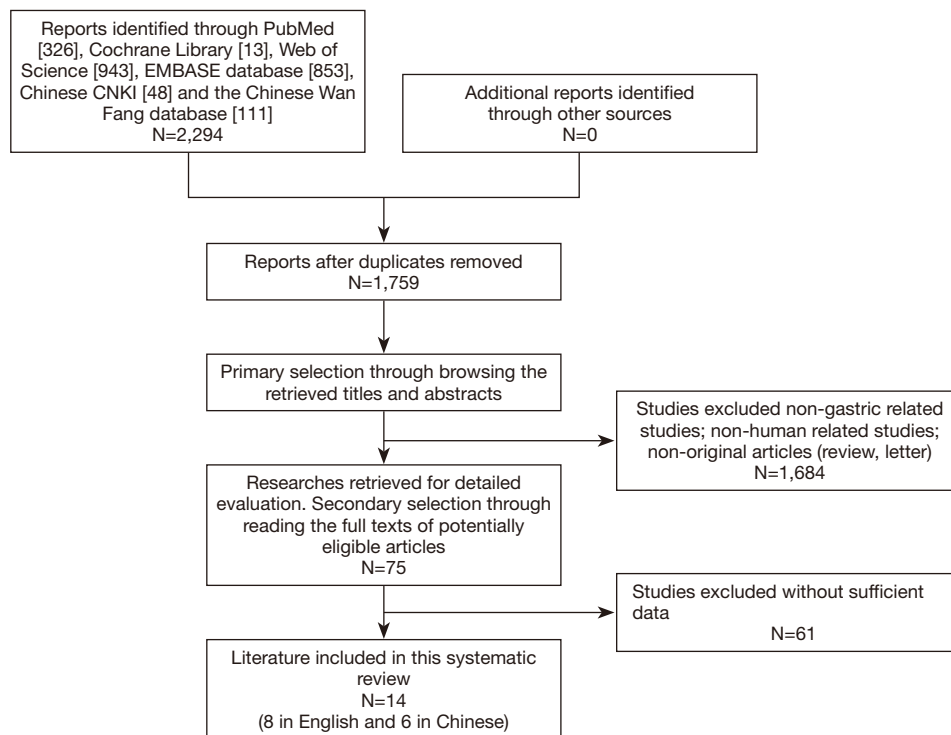 Reports identified through PubMed
[326], Cochrane Library [13], Web of
Science [943], EMBASE database [853],
Chinese CNKI [48] and the Chinese Wan
Fang database [111]
N=2,294
Additional reports identified
through other sources
N=0
Reports after duplicates removed
N=1,759
Primary selection through browsing the
retrieved titles and abstracts
Studies excluded non-gastric related
studies; non-human related studies;
non-original articles (review, letter)
N=1,684
Researches retrieved for detailed
evaluation. Secondary selection through
reading the full texts of potentially
eligible articles
N=75
Studies excluded without sufficient
data
N=61
Literature included in this systematic
review
N=14
(8 in English and 6 in Chinese)